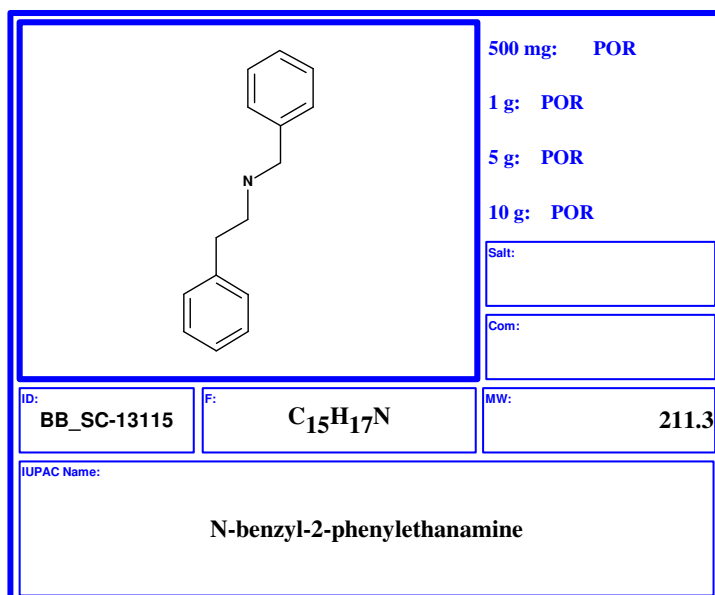 N
500 mg: POR
1 g: POR
5 g: POR
10 g: POR
Salt:
Com:
ID:
BB_SC-13115
F:
C15H17N
MW:
211.3
IUPAC Name:
N-benzyl-2-phenylethanamine